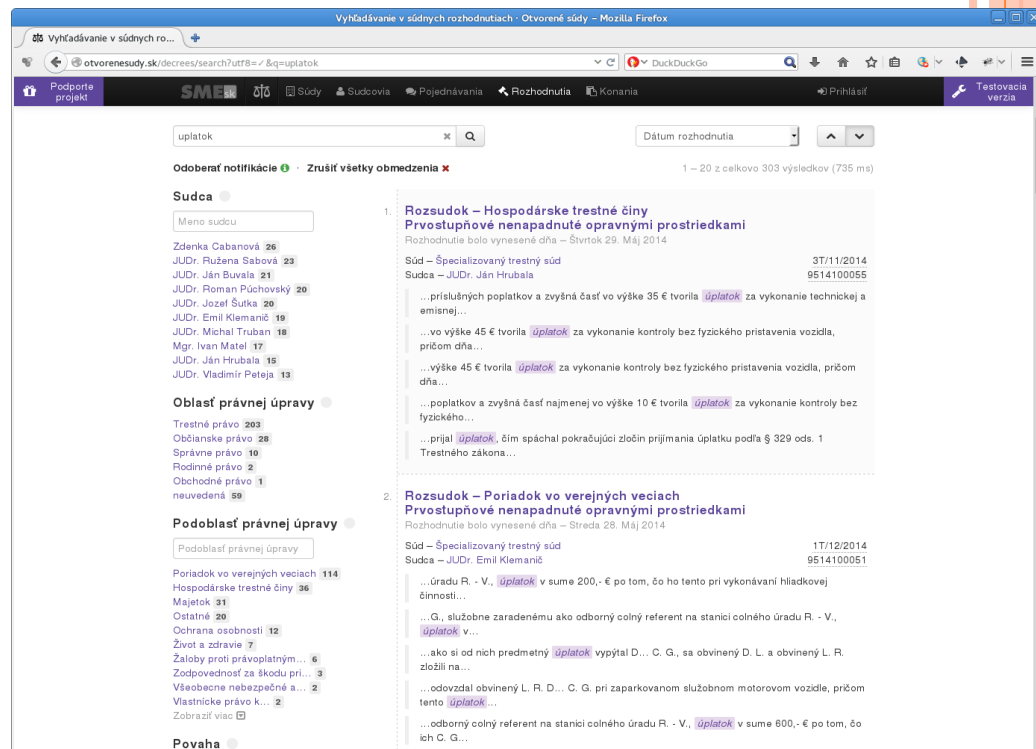 Vyhľadávanie v súdnych rozhodnutiach · Otvorené súdy – Mozilla Firefox
Vyhľadávanie v súdnych ro...
otvorenesudy.sk/decrees/search?utf8=✓&q=uplatok
DuckDuckGo
Podporte projekt
SME.sk
Súdy
Sudcovia
Pojednávania
Rozhodnutia
Konania
Prihlásiť
Testovacia verzia
uplatok
Dátum rozhodnutia
Odoberať notifikácie · Zrušiť všetky obmedzenia
1 – 20 z celkovo 303 výsledkov (735 ms)
Sudca
Meno sudcu
Zdenka Cabanová 26
JUDr. Ružena Sabová 23
JUDr. Ján Buvala 21
JUDr. Roman Púchovský 20
JUDr. Jozef Šutka 20
JUDr. Emil Klemanič 19
JUDr. Michal Truban 18
Mgr. Ivan Matel 17
JUDr. Ján Hrubala 15
JUDr. Vladimír Peteja 13
Oblasť právnej úpravy
Trestné právo 203
Občianske právo 28
Správne právo 10
Rodinné právo 2
Obchodné právo 1
neuvedená 59
Podoblasť právnej úpravy
Podoblasť právnej úpravy
Poriadok vo verejných veciach 114
Hospodárske trestné činy 36
Majetok 31
Ostatné 20
Ochrana osobnosti 12
Život a zdravie 7
Žaloby proti právoplatným... 6
Zodpovednosť za škodu pri... 3
Všeobecne nebezpečné a... 2
Vlastnícke právo k... 2
Zobraziť viac
Povaha
1.
Rozsudok – Hospodárske trestné činy
Prvostupňové nenapadnuté opravnými prostriedkami
Rozhodnutie bolo vynesené dňa – Štvrtok 29. Máj 2014
Súd – Špecializovaný trestný súd
3T/11/2014
Sudca – JUDr. Ján Hrubala
9514100055
...príslušných poplatkov a zvyšná časť vo výške 35 € tvorila úplatok za vykonanie technickej a
emisnej...
...vo výške 45 € tvorila úplatok za vykonanie kontroly bez fyzického pristavenia vozidla,
pričom dňa...
...výške 45 € tvorila úplatok za vykonanie kontroly bez fyzického pristavenia vozidla, pričom
dňa...
...poplatkov a zvyšná časť najmenej vo výške 10 € tvorila úplatok za vykonanie kontroly bez
fyzického...
...prijal úplatok, čím spáchal pokračujúci zločin prijímania úplatku podľa § 329 ods. 1
Trestného zákona...
2.
Rozsudok – Poriadok vo verejných veciach
Prvostupňové nenapadnuté opravnými prostriedkami
Rozhodnutie bolo vynesené dňa – Streda 28. Máj 2014
Súd – Špecializovaný trestný súd
1T/12/2014
Sudca – JUDr. Emil Klemanič
9514100051
...úradu R. - V., úplatok v sume 200,- € po tom, čo ho tento pri vykonávaní hliadkovej
činnosti...
...G., služobne zaradenému ako odborný colný referent na stanici colného úradu R. - V.,
úplatok v...
...ako si od nich predmetný úplatok vypýtal D... C. G., sa obvinený D. L. a obvinený L. R.
zložili na...
...odovzdal obvinený L. R. D... C. G. pri zaparkovanom služobnom motorovom vozidle, pričom
tento úplatok...
...odborný colný referent na stanici colného úradu R. - V., úplatok v sume 600,- € po tom, čo
ich C. G...